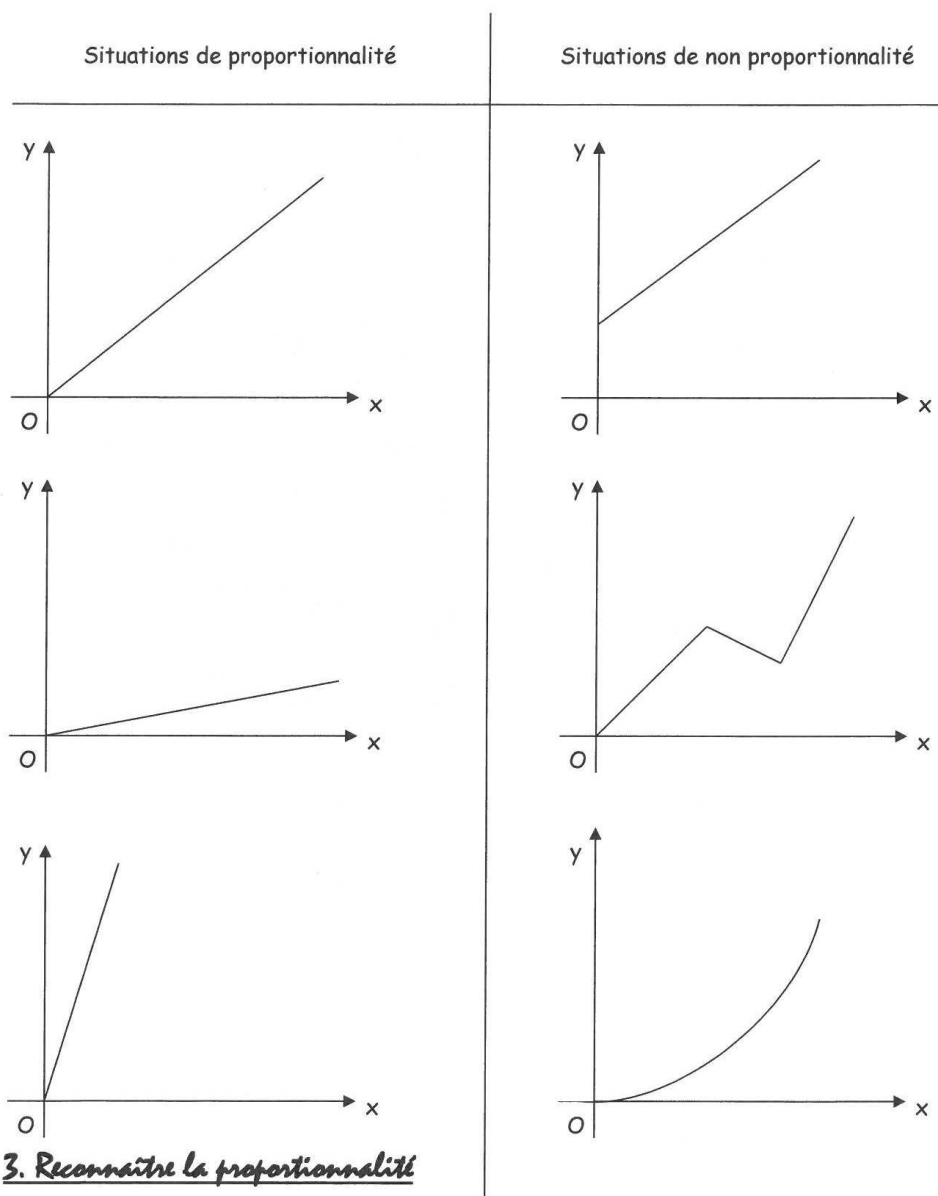 Situations de proportionnalité
Situations de non proportionnalité
y
x
O
y
x
O
y
x
O
y
x
O
y
x
O
y
x
O
3. Reconnaître la proportionnalité